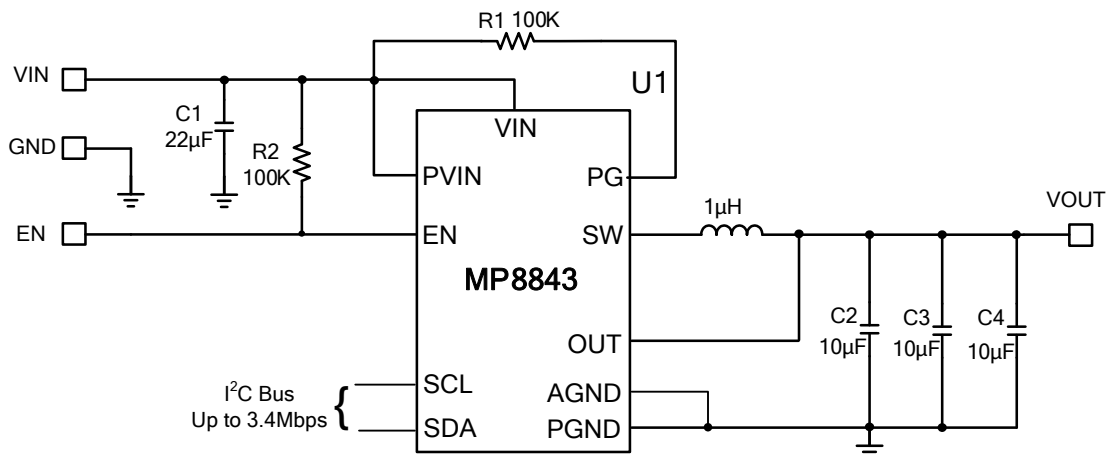 R1 100K
VIN
U1
C1
22µF
VIN
GND
R2
100K
PVIN
PG
1µH
VOUT
EN
EN
SW
MP8843
C2
10µF
C3
10µF
C4
10µF
OUT
I²C Bus
Up to 3.4Mbps
{
SCL
SDA
AGND
PGND